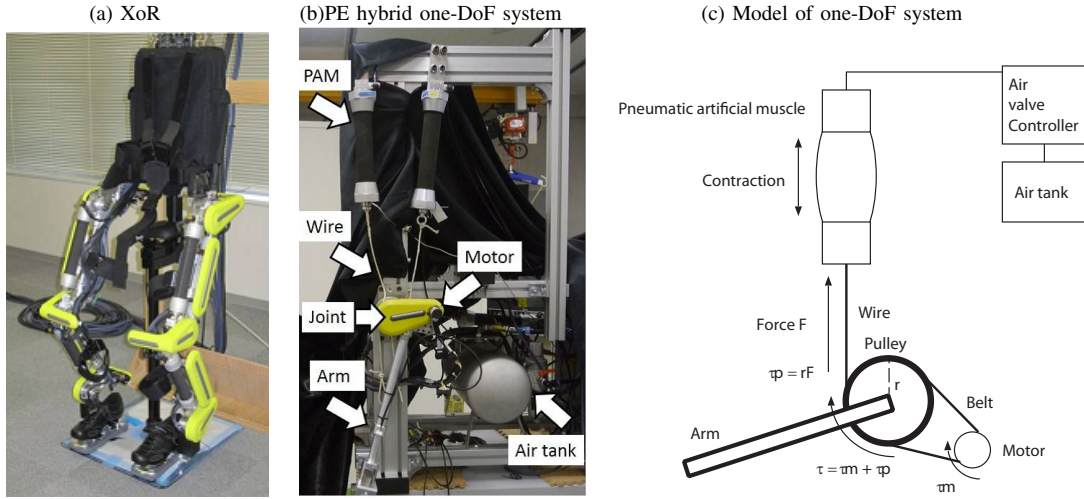 (a) XoR
(b)PE hybrid one-DoF system
(c) Model of one-DoF system
PAM
Wire
Motor
Joint
Arm
Air tank
Pneumatic artificial muscle
Air
valve
Controller
Contraction
Air tank
Force F
Wire
Pulley
τp = rF
r
Belt
Arm
Motor
τ = τm + τp
τm